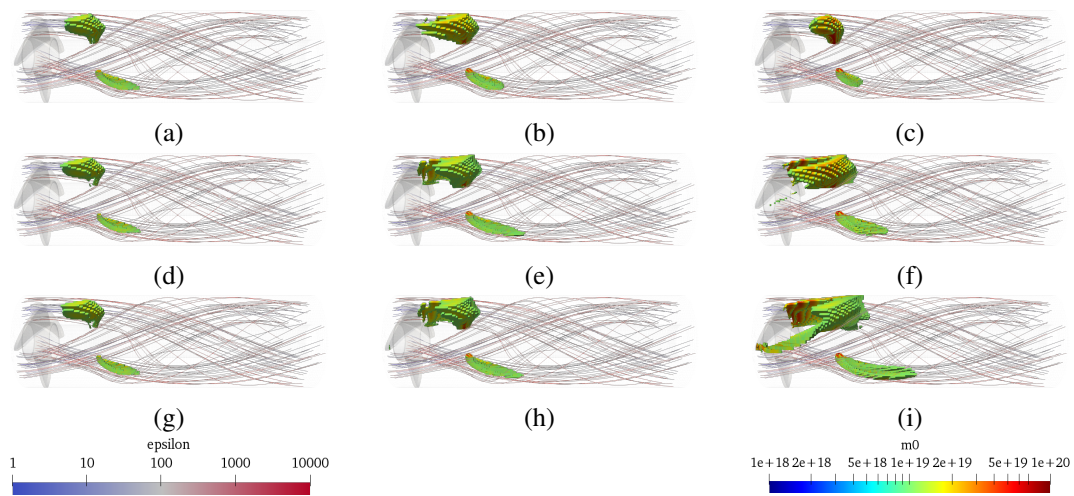 (a) (b) (c)
(d) (e) (f)
(g) (h) (i)
epsilon m0
1 10 100 1000 10000 1e+18 2e+18 5e+18 1e+19 2e+19 5e+19 1e+20